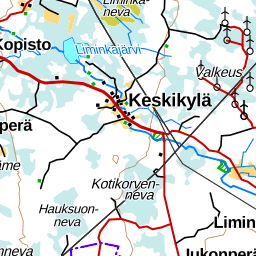 Liminka-
neva
Kopisto
Liminkajärvi
Valkeus
Keskikylä
perä
Kotikorven-
neva
Hauksuon-
neva
Limin
Jukonperä